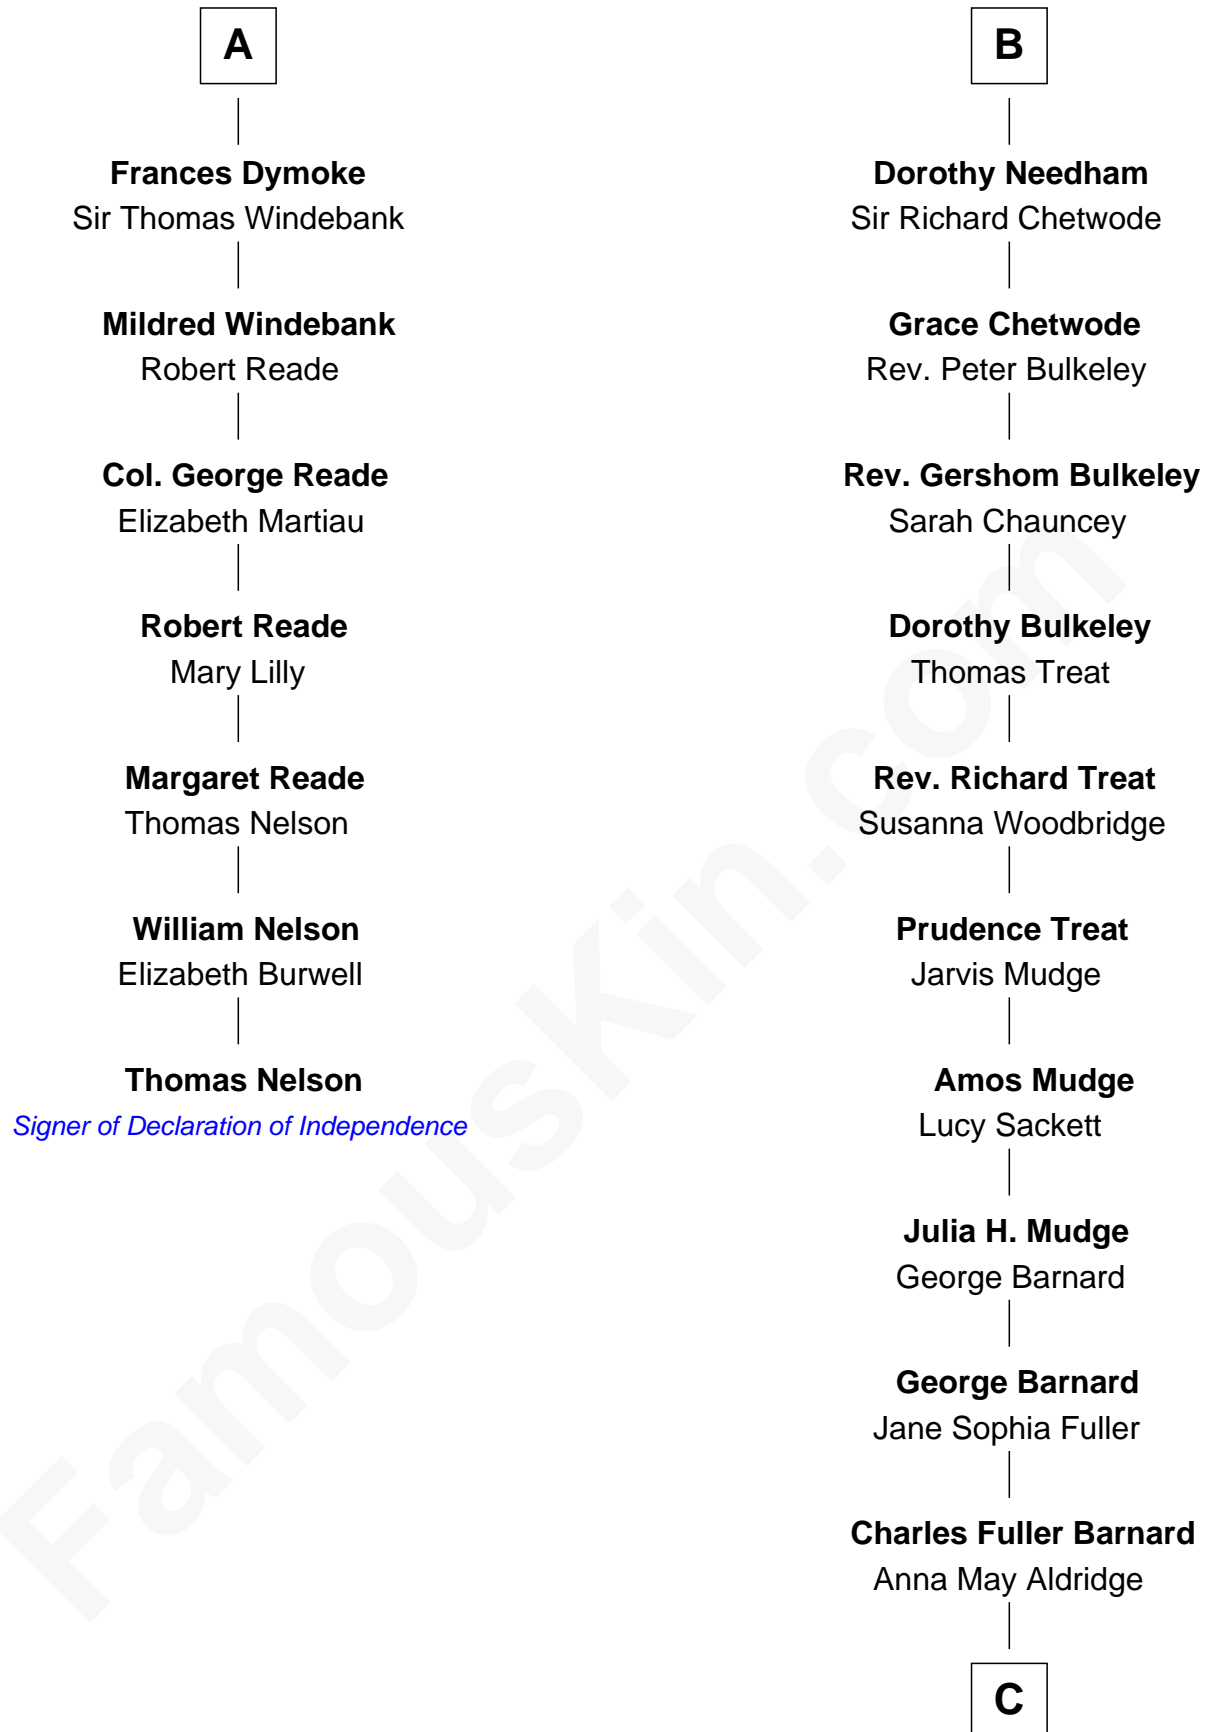 A
Frances Dymoke
Sir Thomas Windebank
Mildred Windebank
Robert Reade
Col. George Reade
Elizabeth Martiau
Robert Reade
Mary Lilly
Margaret Reade
Thomas Nelson
William Nelson
Elizabeth Burwell
Thomas Nelson
Signer of Declaration of Independence
B
Dorothy Needham
Sir Richard Chetwode
Grace Chetwode
Rev. Peter Bulkeley
Rev. Gershom Bulkeley
Sarah Chauncey
Dorothy Bulkeley
Thomas Treat
Rev. Richard Treat
Susanna Woodbridge
Prudence Treat
Jarvis Mudge
Amos Mudge
Lucy Sackett
Julia H. Mudge
George Barnard
George Barnard
Jane Sophia Fuller
Charles Fuller Barnard
Anna May Aldridge
C
FamousKin.com